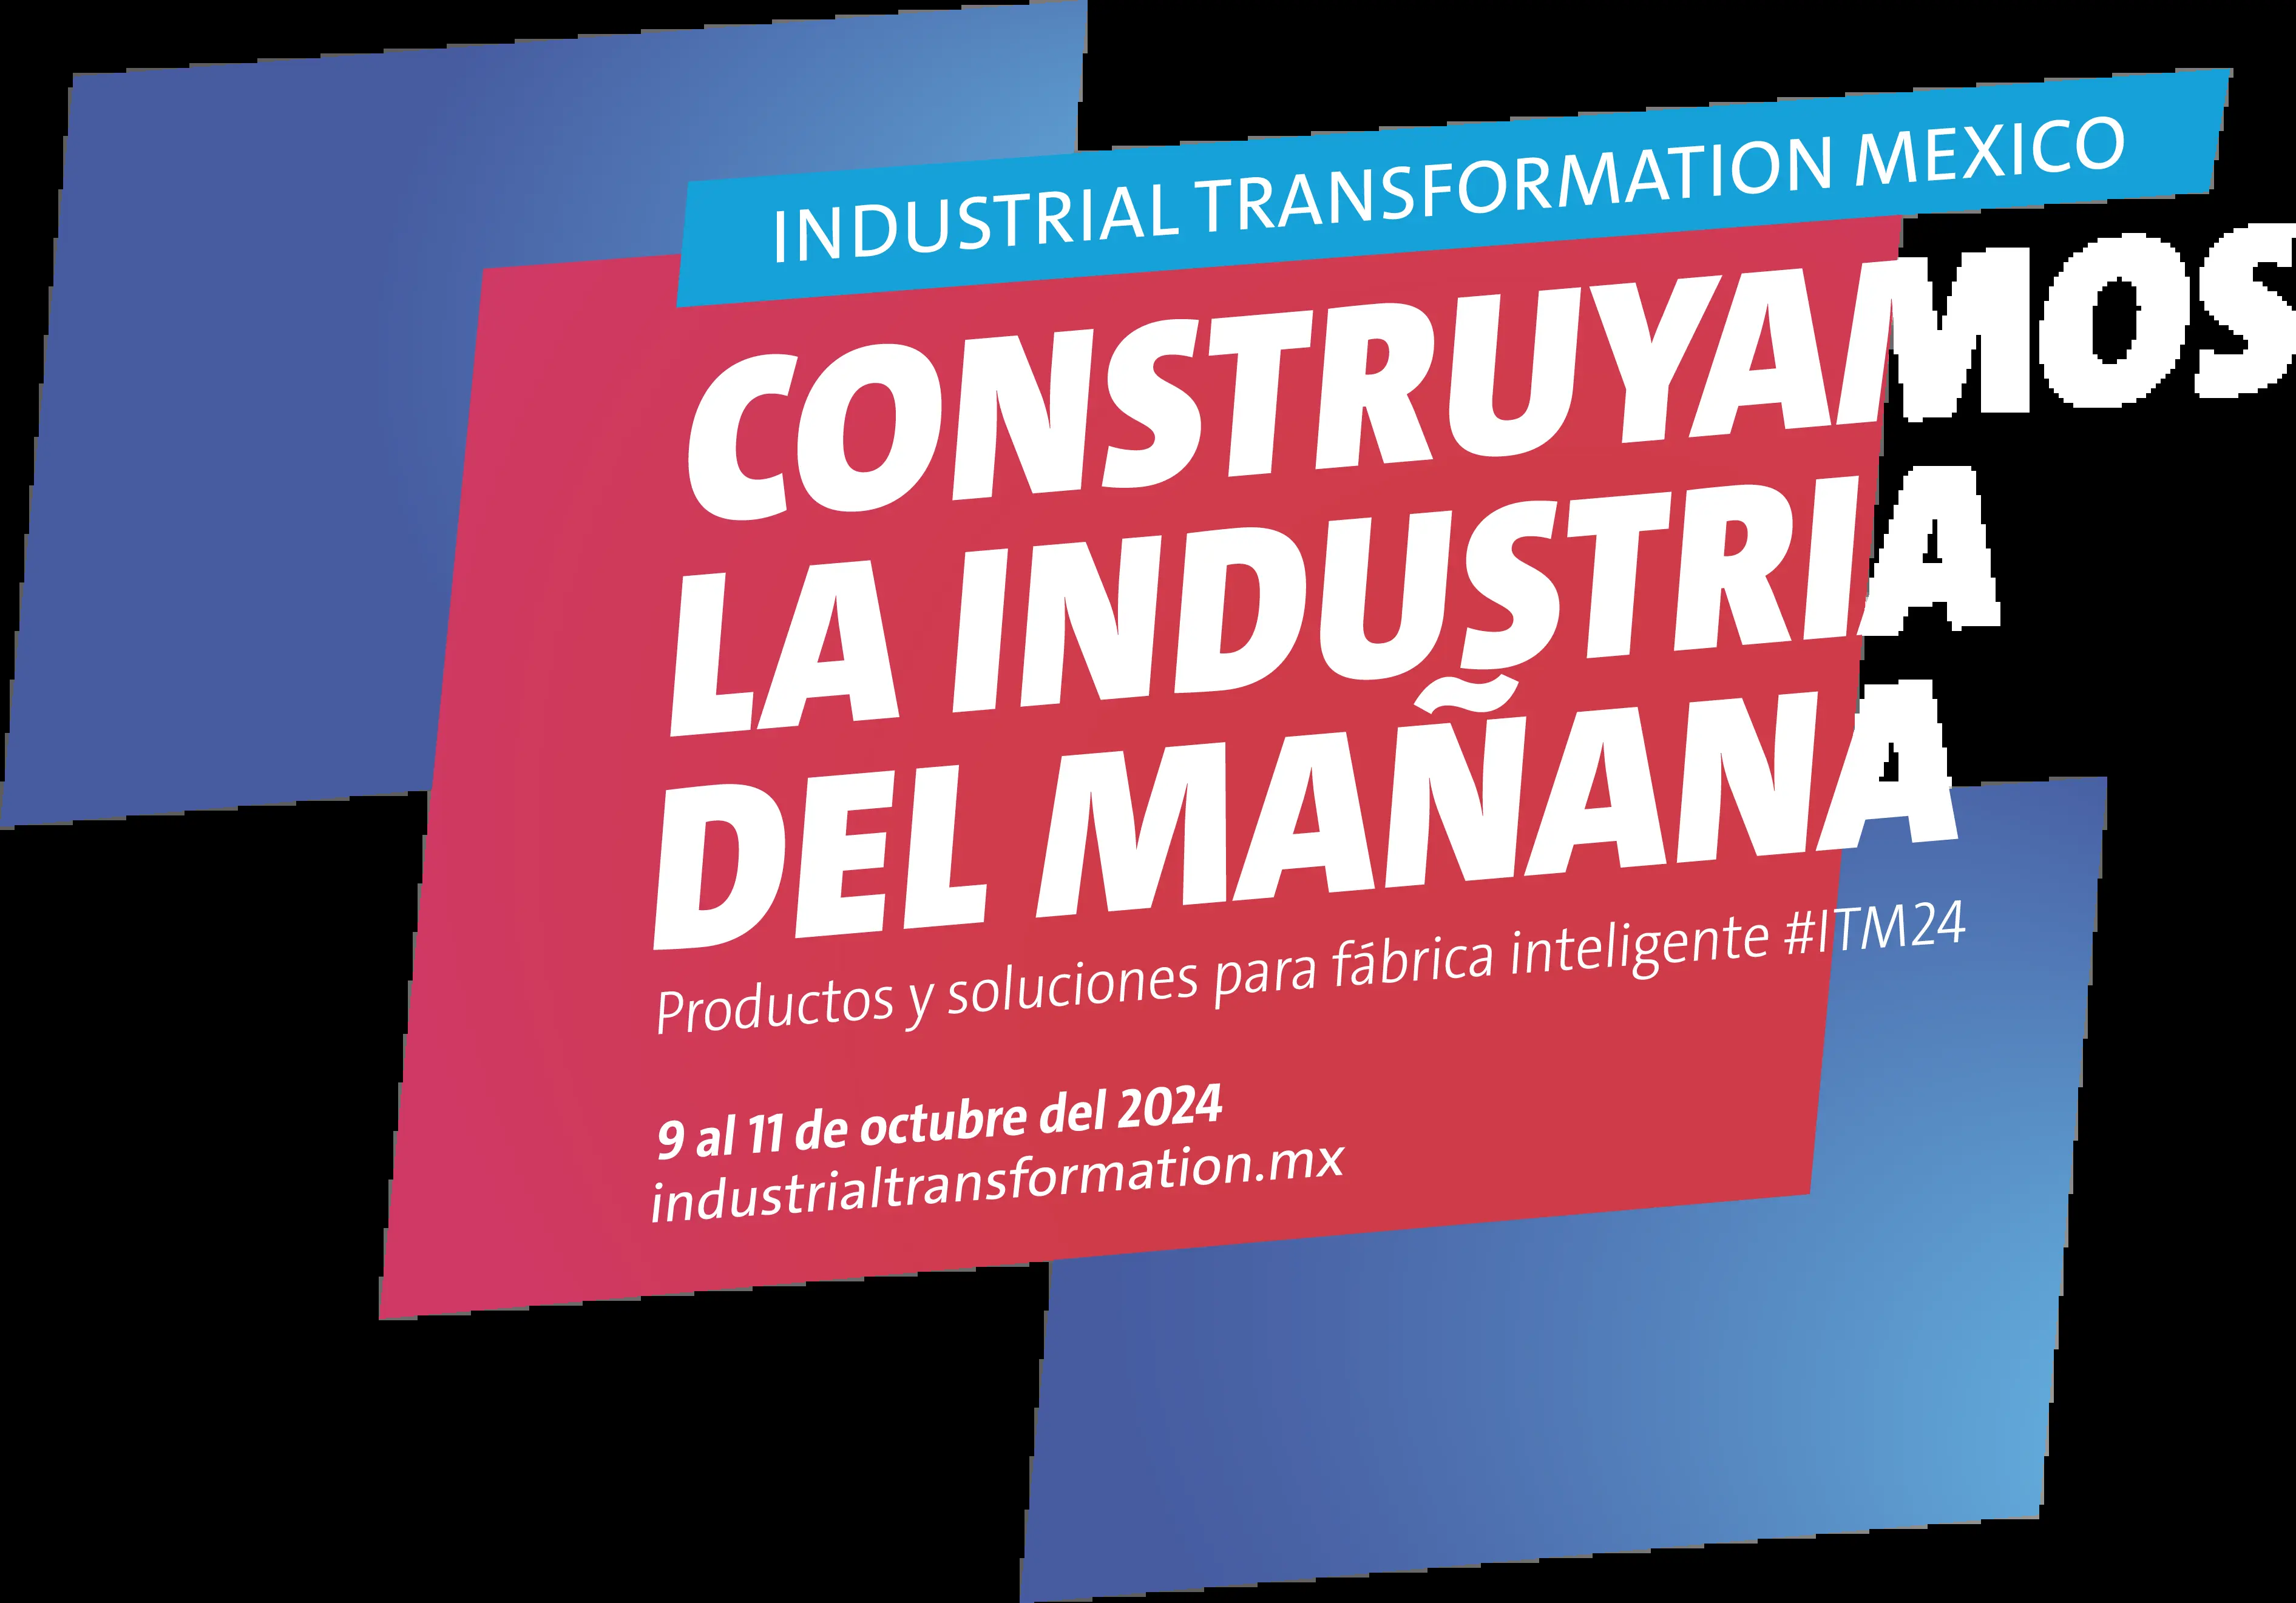 INDUSTRIAL TRANSFORMATION MEXICO
CONSTRUYAMOS
LA INDUSTRIA
DEL MAÑANA
Productos y soluciones para fábrica inteligente #ITM24
9 al 11 de octubre del 2024
industrialtransformation.mx